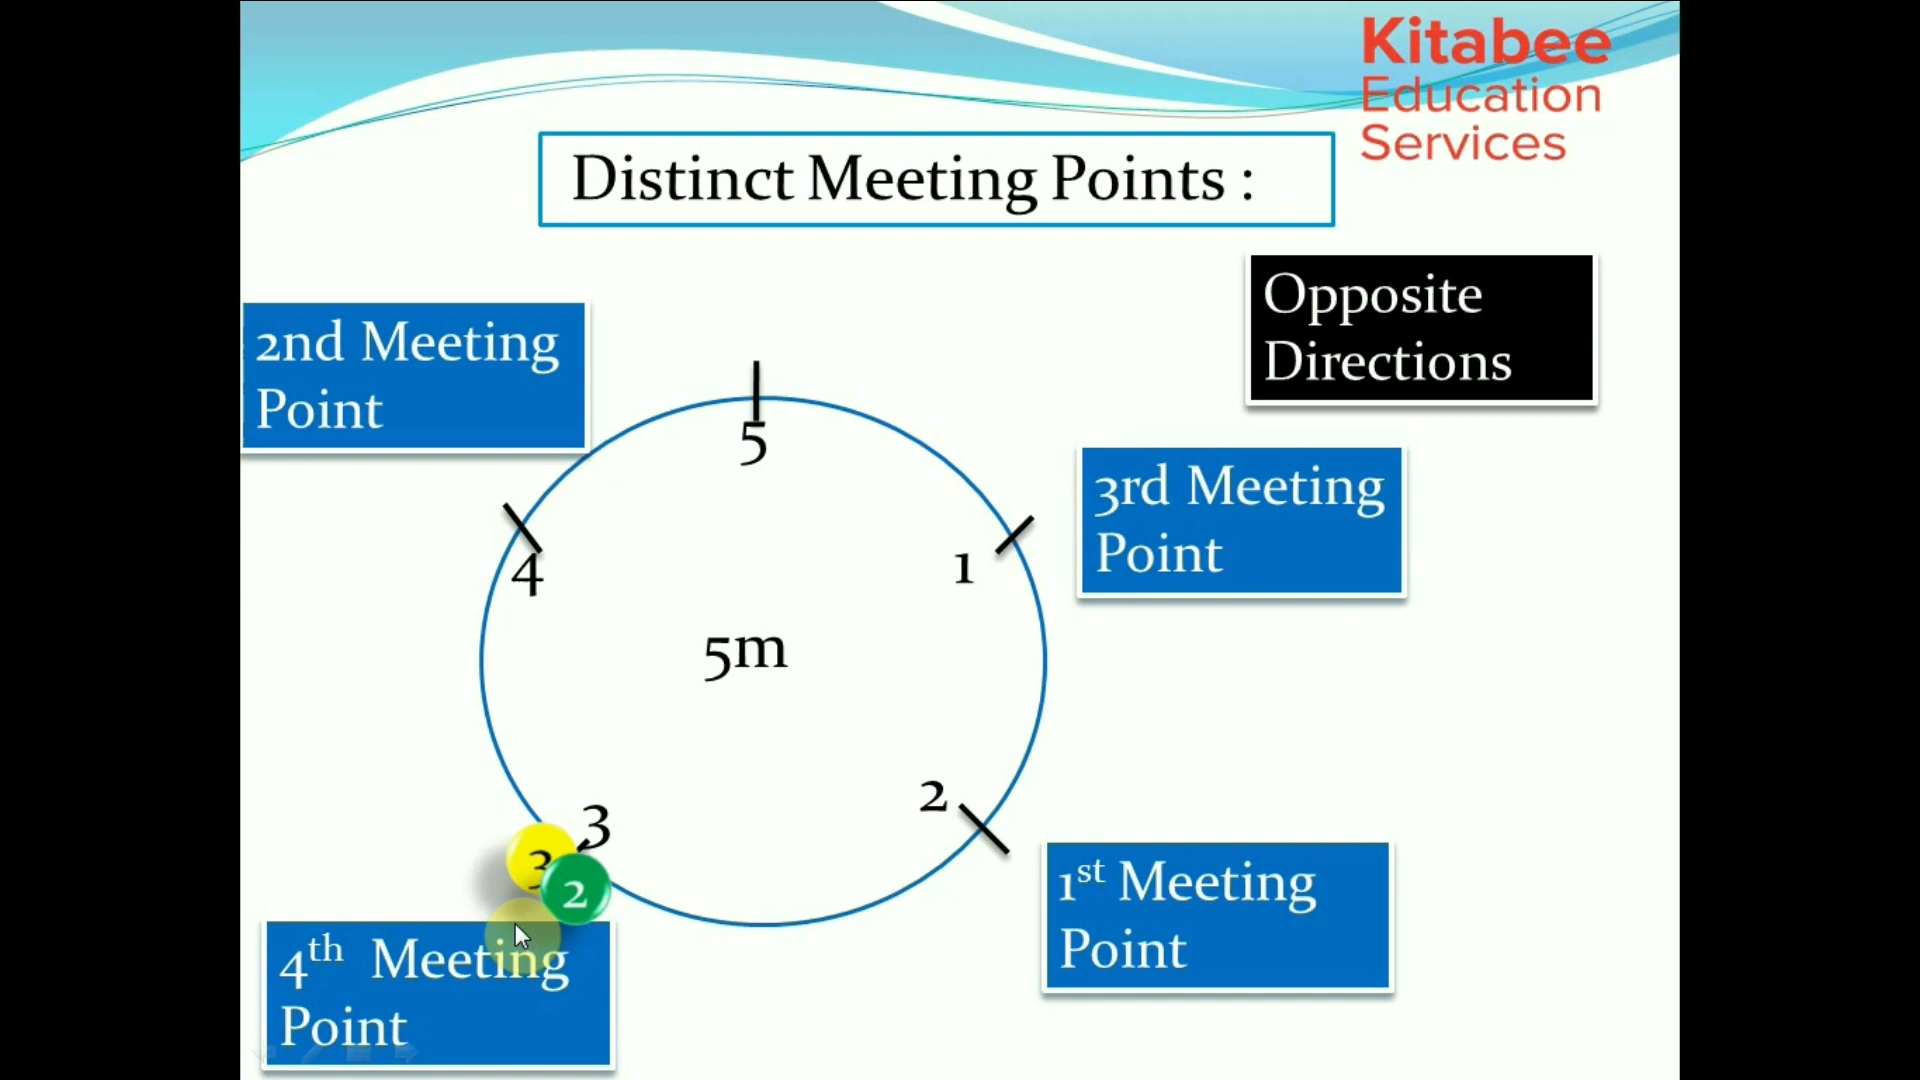 Kitabee
Education
Services
Distinct Meeting Points :
Opposite
Directions
2nd Meeting
Point
5
3rd Meeting
Point
4
1
5m
2
3
3
2
1st Meeting
Point
4th Meeting
Point